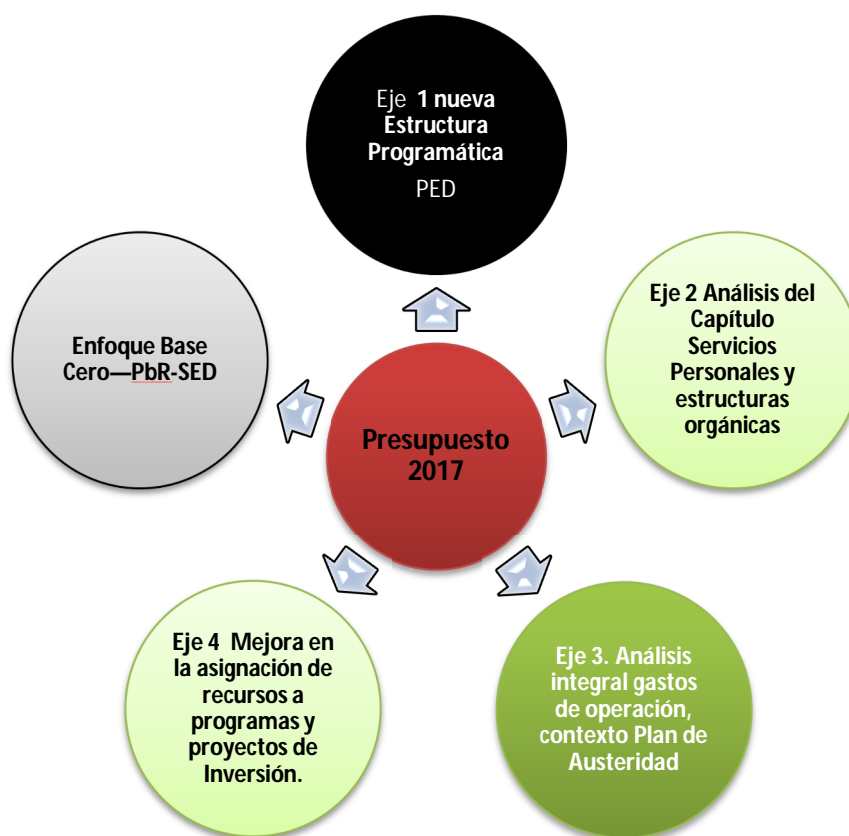 Eje 1 nueva
Estructura
Programática
PED
Eje 2 Análisis del
Capítulo
Servicios
Personales y
estructuras
orgánicas
Enfoque Base
Cero—PbR-SED
Presupuesto
2017
Eje 4 Mejora en
la asignación de
recursos a
programas y
proyectos de
Inversión.
Eje 3. Análisis
integral gastos
de operación,
contexto Plan de
Austeridad